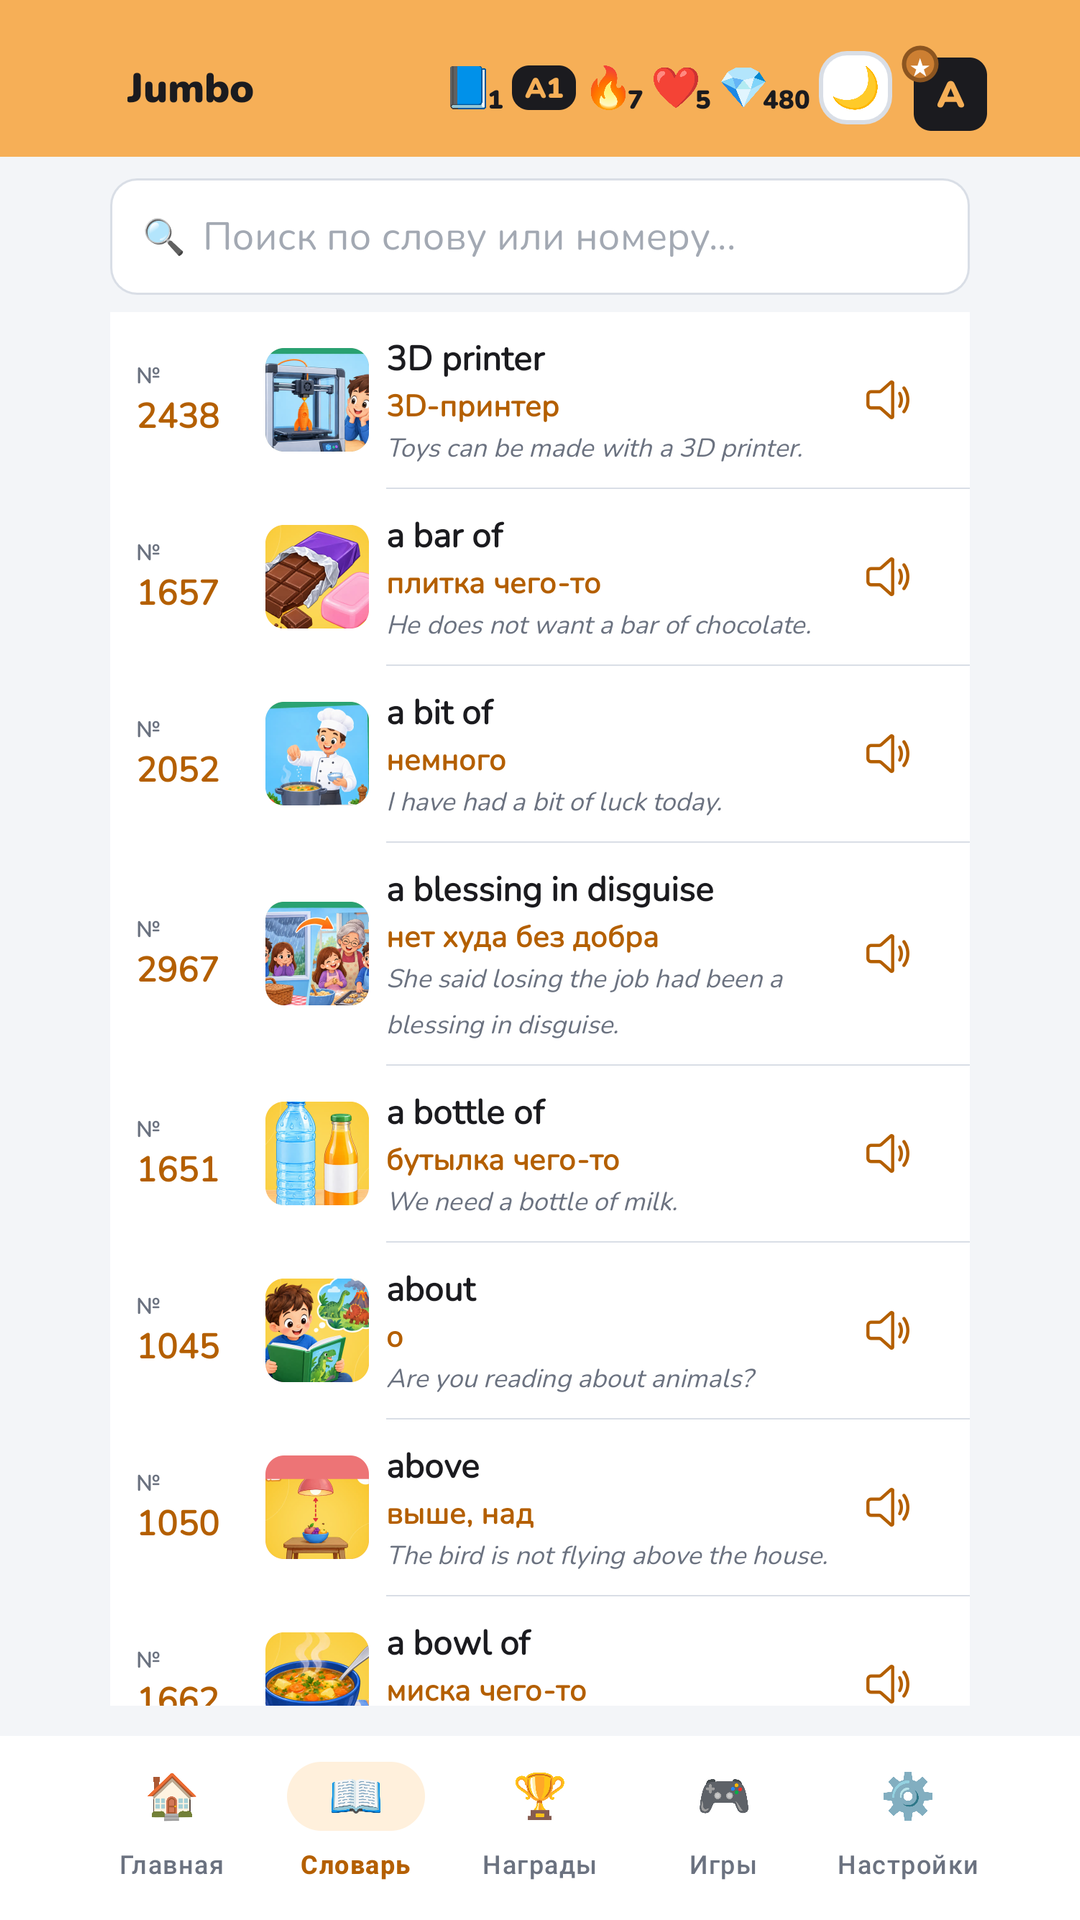 Jumbo
1
A1
7
5
480
A
Поиск по слову или номеру...
№
2438
3D printer
3D-принтер
Toys can be made with a 3D printer.
№
1657
a bar of
плитка чего-то
He does not want a bar of chocolate.
№
2052
a bit of
немного
I have had a bit of luck today.
№
2967
a blessing in disguise
нет худа без добра
She said losing the job had been a
blessing in disguise.
№
1651
a bottle of
бутылка чего-то
We need a bottle of milk.
№
1045
about
о
Are you reading about animals?
№
1050
above
выше, над
The bird is not flying above the house.
№
1662
a bowl of
миска чего-то
Главная
Словарь
Награды
Игры
Настройки